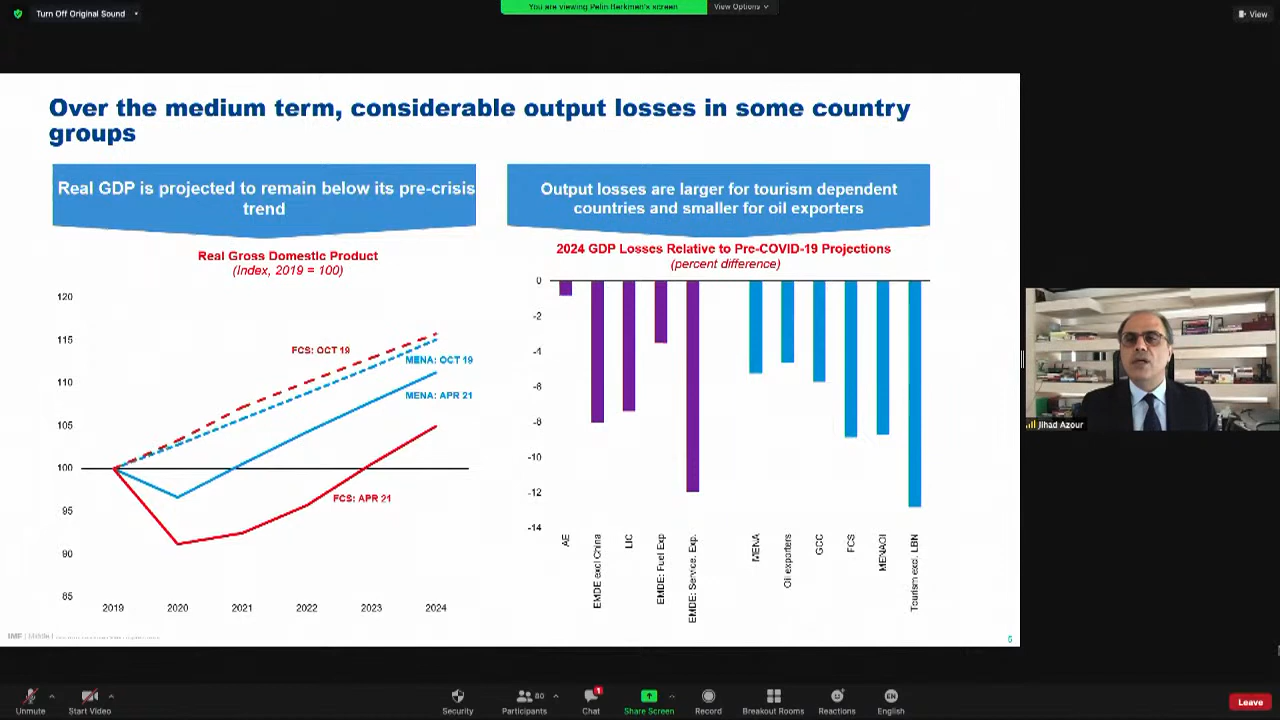 Turn Off Original Sound
You are viewing Pelin Berkmen's screen
View Options
View
Over the medium term, considerable output losses in some country
groups
Real GDP is projected to remain below its pre-crisis
trend
Output losses are larger for tourism dependent
countries and smaller for oil exporters
Real Gross Domestic Product
(Index, 2019 = 100)
120
115
110
105
100
95
90
85
FCS: OCT 19
MENA: OCT 19
MENA: APR 21
FCS: APR 21
2019 2020 2021 2022 2023 2024
2024 GDP Losses Relative to Pre-COVID-19 Projections
(percent difference)
0
-2
-4
-6
-8
-10
-12
-14
AE
EMDE excl China
LIC
EMDE: Fuel Exp
EMDE: Service. Exp.
MENA
Oil exporters
GCC
FCS
MENAOI
Tourism excl. LBN
IMF | Middle
5
Jihad Azour
Unmute
Start Video
Security
Participants
80
Chat
1
Share Screen
Record
Breakout Rooms
Reactions
EN
English
Leave